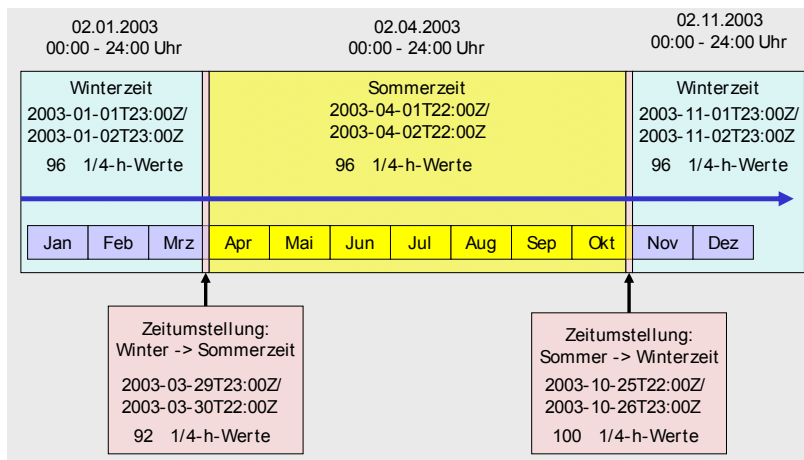 02.01.2003
00:00 - 24:00 Uhr
02.04.2003
00:00 - 24:00 Uhr
02.11.2003
00:00 - 24:00 Uhr
Winterzeit
2003-01-01T23:00Z/
2003-01-02T23:00Z
96 1/4-h-Werte
Sommerzeit
2003-04-01T22:00Z/
2003-04-02T22:00Z
96 1/4-h-Werte
Winterzeit
2003-11-01T23:00Z/
2003-11-02T23:00Z
96 1/4-h-Werte
Jan Feb Mrz Apr Mai Jun Jul Aug Sep Okt Nov Dez
Zeitumstellung:
Winter -> Sommerzeit
2003-03-29T23:00Z/
2003-03-30T22:00Z
92 1/4-h-Werte
Zeitumstellung:
Sommer -> Winterzeit
2003-10-25T22:00Z/
2003-10-26T23:00Z
100 1/4-h-Werte